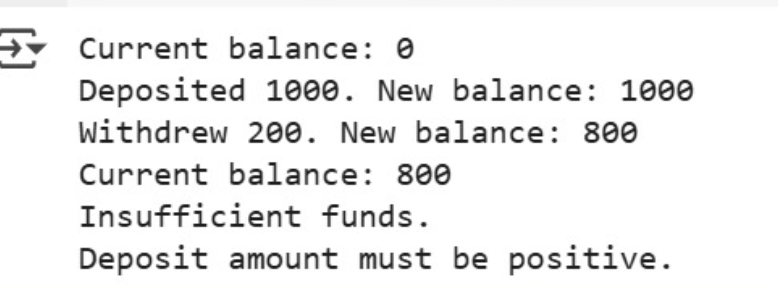 Current balance: 0
Deposited 1000. New balance: 1000
Withdrew 200. New balance: 800
Current balance: 800
Insufficient funds.
Deposit amount must be positive.